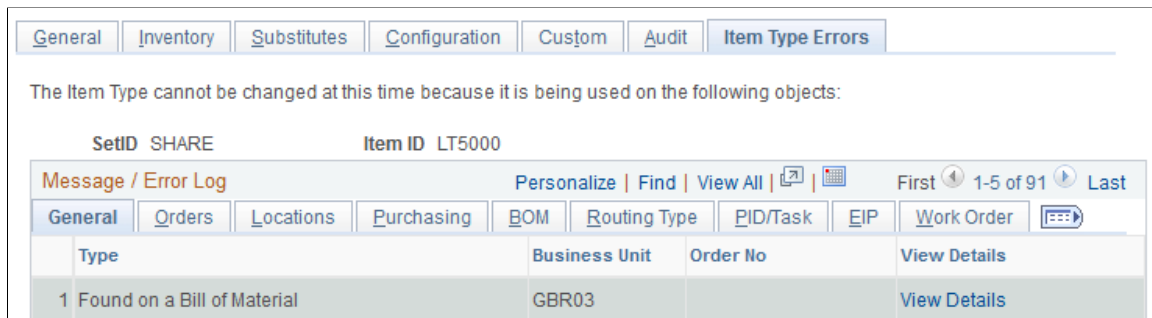 General Inventory Substitutes Configuration Custom Audit Item Type Errors
The Item Type cannot be changed at this time because it is being used on the following objects:
SetID SHARE Item ID LT5000
Message / Error Log Personalize | Find | View All | | First 1-5 of 91 Last
General Orders Locations Purchasing BOM Routing Type PID/Task EIP Work Order
Type Business Unit Order No View Details
1 Found on a Bill of Material GBR03 View Details